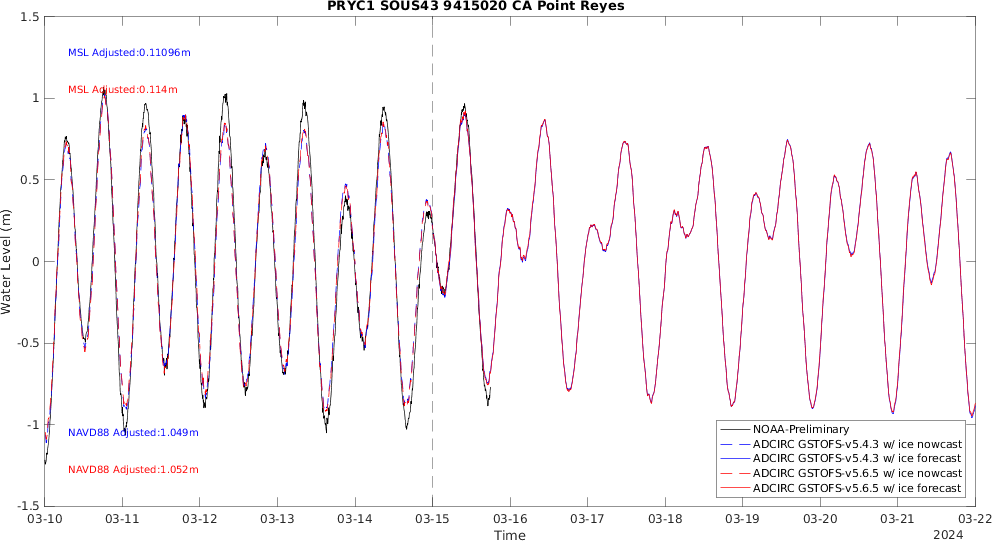 PRYC1 SOUS43 9415020 CA Point Reyes
1.5
1
0.5
0
-0.5
-1
-1.5
Water Level (m)
MSL Adjusted:0.11096m
MSL Adjusted:0.114m
NAVD88 Adjusted:1.049m
NAVD88 Adjusted:1.052m
NOAA-Preliminary
ADCIRC GSTOFS-v5.4.3 w/ ice nowcast
ADCIRC GSTOFS-v5.4.3 w/ ice forecast
ADCIRC GSTOFS-v5.6.5 w/ ice nowcast
ADCIRC GSTOFS-v5.6.5 w/ ice forecast
03-10 03-11 03-12 03-13 03-14 03-15 03-16 03-17 03-18 03-19 03-20 03-21 03-22
Time
2024